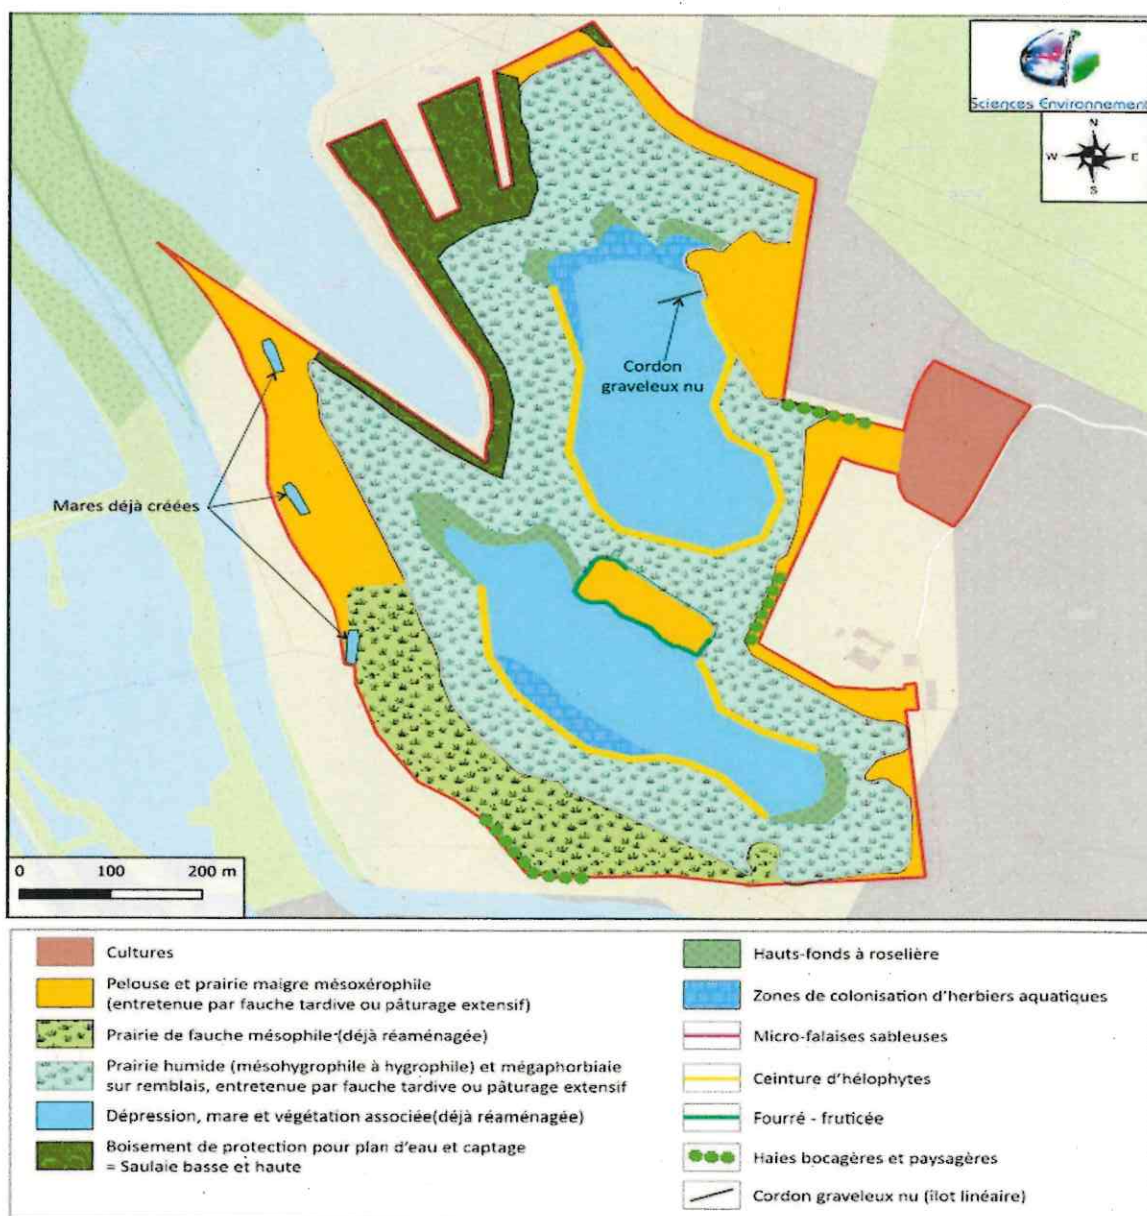 Sciences Environnement
N
W E
S
Cordon
graveleux nu
Mares déjà créées
0 100 200 m
Cultures
Pelouse et prairie maigre mésoxérophile
(entretenue par fauche tardive ou pâturage extensif)
Prairie de fauche mésophile (déjà réaménagée)
Prairie humide (mésohygrophile à hygrophile) et mégaphorbiaie
sur remblais, entretenue par fauche tardive ou pâturage extensif
Dépression, mare et végétation associée(déjà réaménagée)
Boisement de protection pour plan d'eau et captage
= Saulaie basse et haute
Hauts-fonds à roselière
Zones de colonisation d'herbiers aquatiques
Micro-falaises sableuses
Ceinture d'hélophytes
Fourré - fruticée
Haies bocagères et paysagères
Cordon graveleux nu (îlot linéaire)